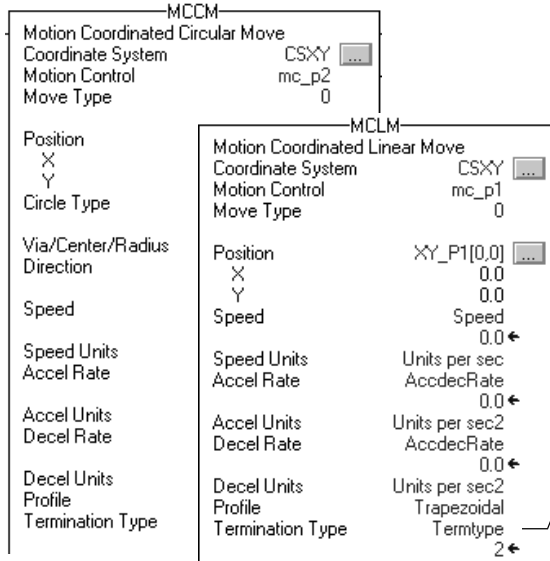 MCCM
Motion Coordinated Circular Move
Coordinate System CSXY ...
Motion Control mc_p2
Move Type 0
Position
X
Y
Circle Type
Via/Center/Radius
Direction
Speed
Speed Units
Accel Rate
Accel Units
Decel Rate
Decel Units
Profile
Termination Type
MCLM
Motion Coordinated Linear Move
Coordinate System CSXY ...
Motion Control mc_p1
Move Type 0
Position XY_P1[0,0] ...
X 0.0
Y 0.0
Speed Speed
0.0
Speed Units Units per sec
Accel Rate AccdecRate
0.0
Accel Units Units per sec2
Decel Rate AccdecRate
0.0
Decel Units Units per sec2
Profile Trapezoidal
Termination Type Termtype
2